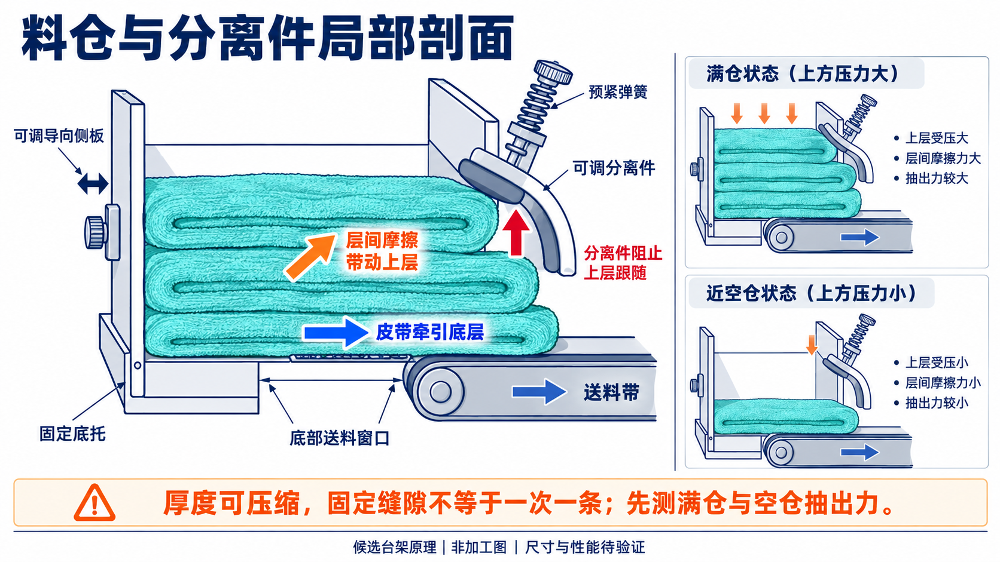 料仓与分离件局部剖面
预紧弹簧
可调导向侧板
可调分离件
层间摩擦
带动上层
分离件阻止
上层跟随
皮带牵引底层
送料带
固定底托
底部送料窗口
满仓状态（上方压力大）
• 上层受压大
• 层间摩擦力大
• 抽出力较大
近空仓状态（上方压力小）
• 上层受压小
• 层间摩擦力小
• 抽出力较小
厚度可压缩，固定缝隙不等于一次一条；先测满仓与空仓抽出力。
候选台架原理｜非加工图｜尺寸与性能待验证